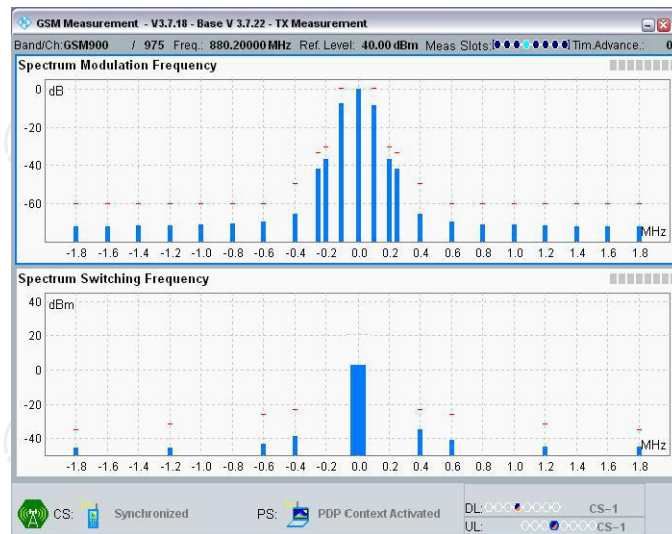 GSM Measurement - V3.7.18 - Base V 3.7.22 - TX Measurement
Band/Ch:GSM900 / 975 Freq.: 880.20000 MHz Ref. Level: 40.00 dBm Meas Slots: Tim.Advance.: 0
Spectrum Modulation Frequency
0 dB
-20
-40
-60
MHz
-1.8 -1.6 -1.4 -1.2 -1.0 -0.8 -0.6 -0.4 -0.2 0.0 0.2 0.4 0.6 0.8 1.0 1.2 1.4 1.6 1.8
Spectrum Switching Frequency
40 dBm
20
0
-20
-40
MHz
-1.8 -1.6 -1.4 -1.2 -1.0 -0.8 -0.6 -0.4 -0.2 0.0 0.2 0.4 0.6 0.8 1.0 1.2 1.4 1.6 1.8
CS: Synchronized PS: PDP Context Activated
DL: CS-1
UL: CS-1